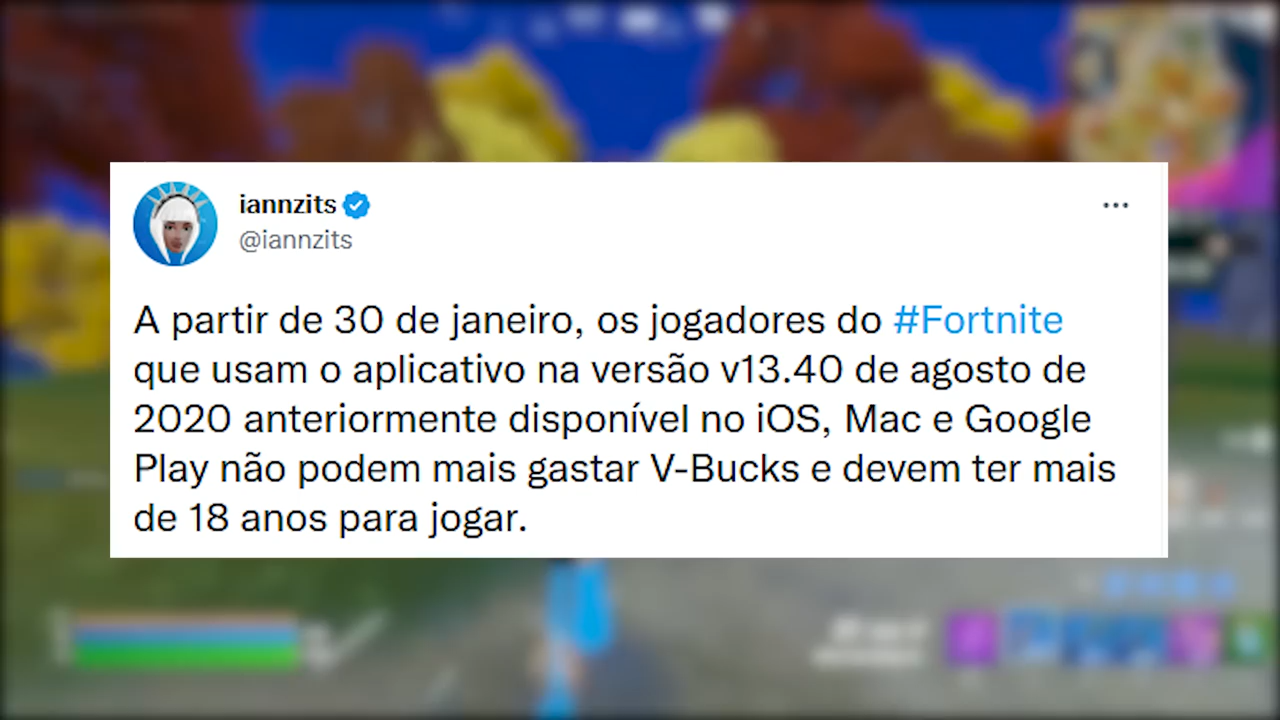 iannzits
@iannzits
A partir de 30 de janeiro, os jogadores do #Fortnite
que usam o aplicativo na versão v13.40 de agosto de
2020 anteriormente disponível no iOS, Mac e Google
Play não podem mais gastar V-Bucks e devem ter mais
de 18 anos para jogar.